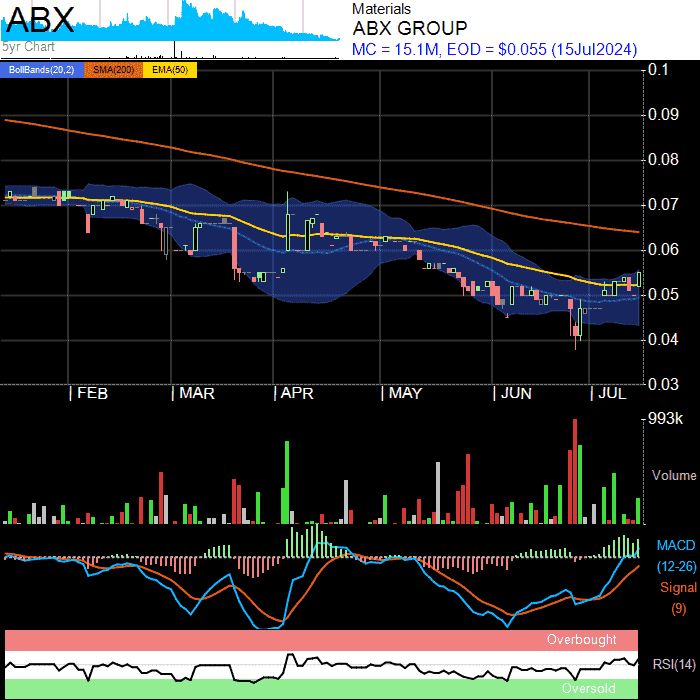 ABX
5yr Chart
Materials
ABX GROUP
MC = 15.1M, EOD = $0.055 (15Jul2024)
BollBands(20,2) SMA(200) EMA(50)
0.1
0.09
0.08
0.07
0.06
0.05
0.04
0.03
FEB MAR APR MAY JUN JUL
993k
Volume
MACD
(12-26)
Signal
(9)
Overbought
RSI(14)
Oversold